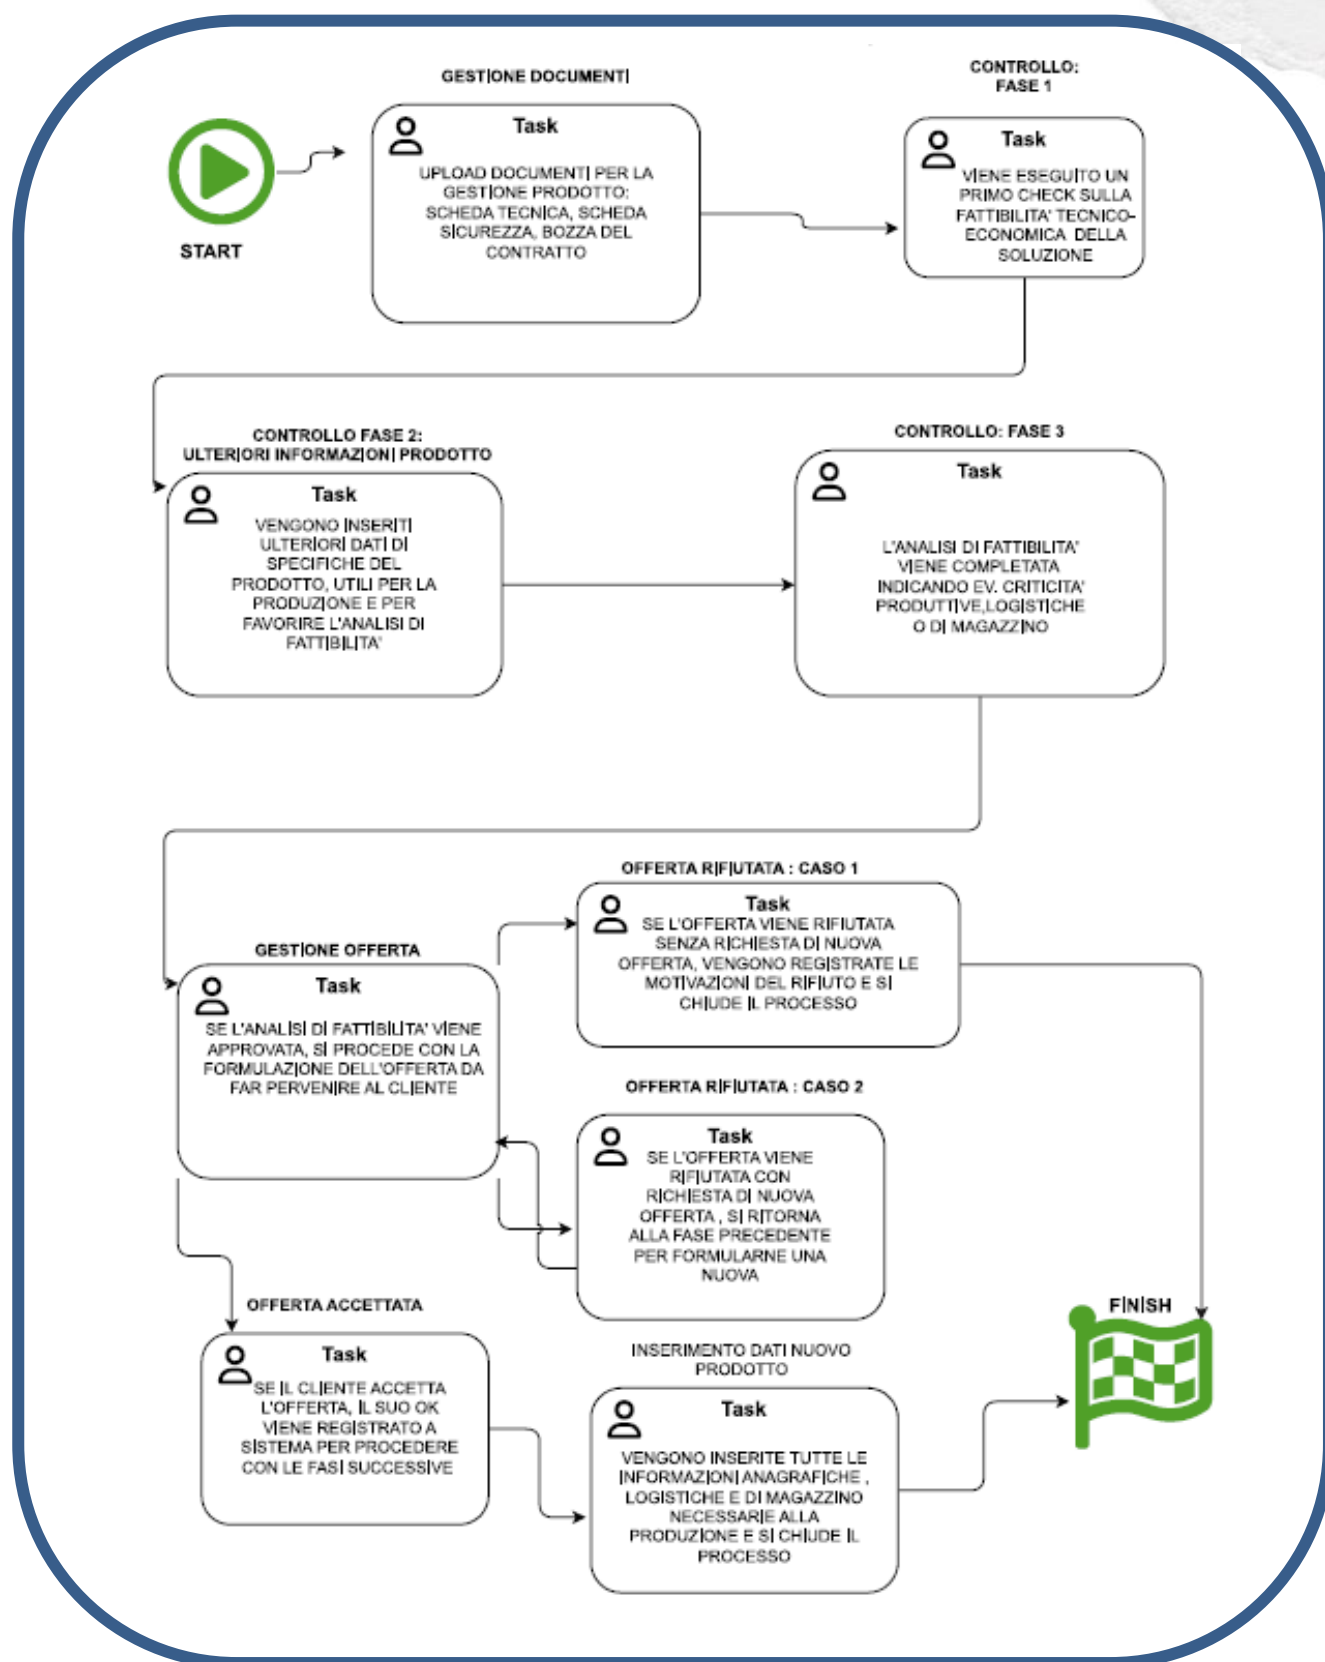 START
GESTIONE DOCUMENTI
Task
UPLOAD DOCUMENTI PER LA
GESTIONE PRODOTTO:
SCHEDA TECNICA, SCHEDA
SICUREZZA, BOZZA DEL
CONTRATTO
CONTROLLO:
FASE 1
Task
VIENE ESEGUITO UN
PRIMO CHECK SULLA
FATTIBILITA' TECNICO-
ECONOMICA DELLA
SOLUZIONE
CONTROLLO FASE 2:
ULTERIORI INFORMAZIONI PRODOTTO
Task
VENGONO INSERITI
ULTERIORI DATI DI
SPECIFICHE DEL
PRODOTTO, UTILI PER LA
PRODUZIONE E PER
FAVORIRE L'ANALISI DI
FATTIBILITA'
CONTROLLO: FASE 3
Task
L'ANALISI DI FATTIBILITA'
VIENE COMPLETATA
INDICANDO EV. CRITICITA'
PRODUTTIVE,LOGISTICHE
O DI MAGAZZINO
GESTIONE OFFERTA
Task
SE L'ANALISI DI FATTIBILITA' VIENE
APPROVATA, SI PROCEDE CON LA
FORMULAZIONE DELL'OFFERTA DA
FAR PERVENIRE AL CLIENTE
OFFERTA RIFIUTATA : CASO 1
Task
SE L'OFFERTA VIENE RIFIUTATA
SENZA RICHIESTA DI NUOVA
OFFERTA, VENGONO REGISTRATE LE
MOTIVAZIONI DEL RIFIUTO E SI
CHIUDE IL PROCESSO
OFFERTA RIFIUTATA : CASO 2
Task
SE L'OFFERTA VIENE
RIFIUTATA CON
RICHIESTA DI NUOVA
OFFERTA , SI RITORNA
ALLA FASE PRECEDENTE
PER FORMULARNE UNA
NUOVA
OFFERTA ACCETTATA
Task
SE IL CLIENTE ACCETTA
L'OFFERTA, IL SUO OK
VIENE REGISTRATO A
SISTEMA PER PROCEDERE
CON LE FASI SUCCESSIVE
INSERIMENTO DATI NUOVO
PRODOTTO
Task
VENGONO INSERITE TUTTE LE
INFORMAZIONI ANAGRAFICHE ,
LOGISTICHE E DI MAGAZZINO
NECESSARIE ALLA
PRODUZIONE E SI CHIUDE IL
PROCESSO
FINISH